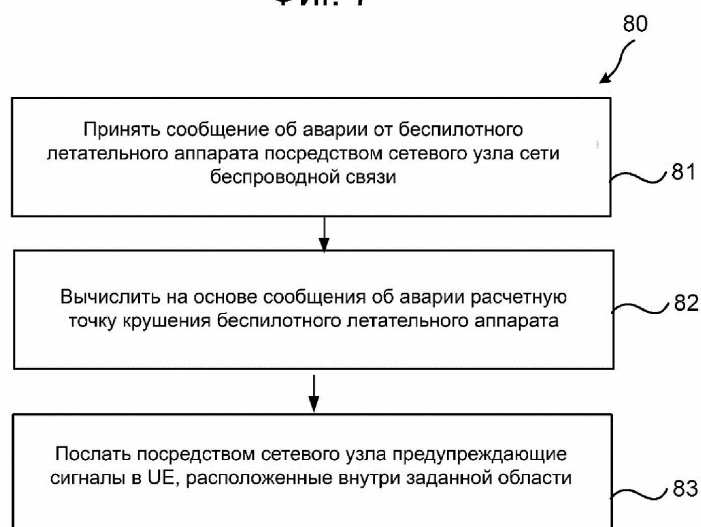 80
Принять сообщение об аварии от беспилотного
летательного аппарата посредством сетевого узла сети
беспроводной связи
81
Вычислить на основе сообщения об аварии расчетную
точку крушения беспилотного летательного аппарата
82
Послать посредством сетевого узла предупреждающие
сигналы в UE, расположенные внутри заданной области
83